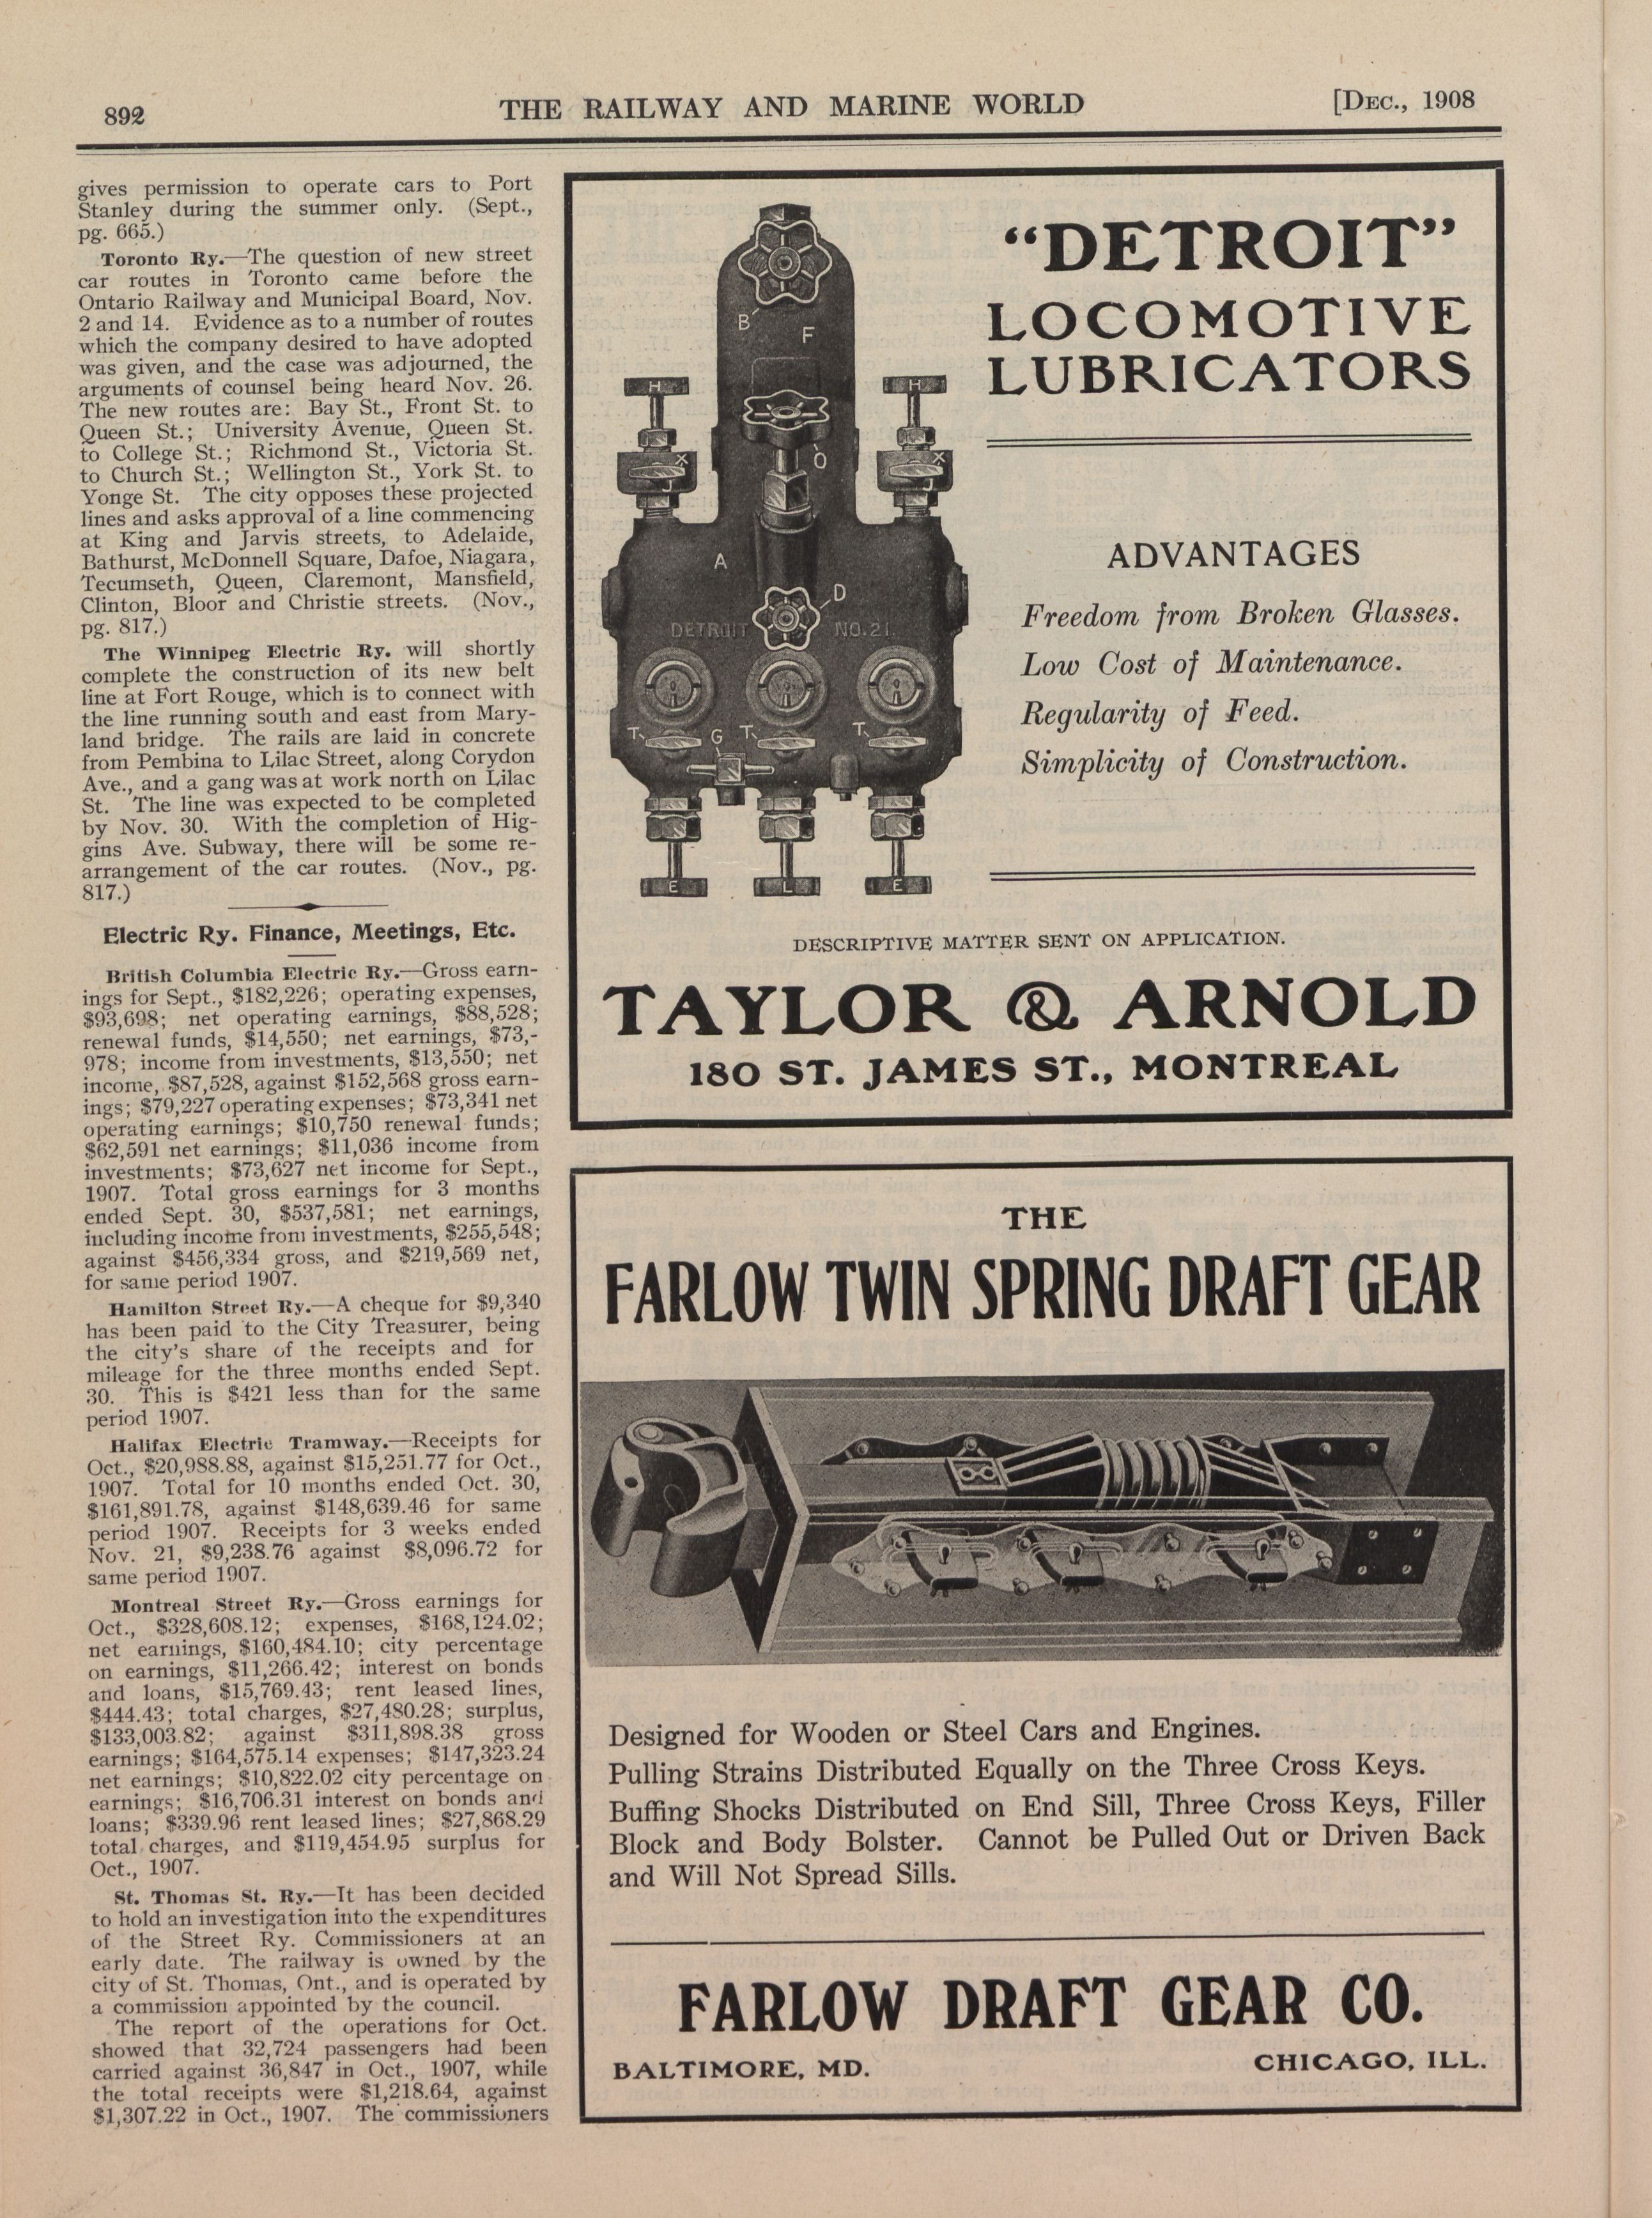 892
THE RAILWAY AND MARINE WORLD
[DEC., 1908
gives permission to operate cars to Port
Stanley during the summer only. (Sept.,
pg. 665.)
Toronto Ry.—The question of new street
car routes in Toronto came before the
Ontario Railway and Municipal Board, Nov.
2 and 14. Evidence as to a number of routes
which the company desired to have adopted
was given, and the case was adjourned, the
arguments of counsel being heard Nov. 26.
The new routes are: Bay St., Front St. to
Queen St.; University Avenue, Queen St.
to College St.; Richmond St., Victoria St.
to Church St.; Wellington St., York St. to
Yonge St. The city opposes these projected
lines and asks approval of a line commencing
at King and Jarvis streets, to Adelaide,
Bathurst, McDonnell Square, Dafoe, Niagara,
Tecumseth, Queen, Claremont, Mansfield,
Clinton, Bloor and Christie streets. (Nov.,
pg. 817.)
The Winnipeg Electric Ry. will shortly
complete the construction of its new belt
line at Fort Rouge, which is to connect with
the line running south and east from Mary-
land bridge. The rails are laid in concrete
from Pembina to Lilac Street, along Corydon
Ave., and a gang was at work north on Lilac
St. The line was expected to be completed
by Nov. 30. With the completion of Hig-
gins Ave. Subway, there will be some re-
arrangement of the car routes. (Nov., pg.
817.)
Electric Ry. Finance, Meetings, Etc.
British Columbia Electric Ry.—Gross earn-
ings for Sept., $182,226; operating expenses,
$93,698; net operating earnings, $88,528;
renewal funds, $14,550; net earnings, $73,-
978; income from investments, $13,550; net
income, $87,528, against $152,568 gross earn-
ings; $79,227 operating expenses; $73,341 net
operating earnings; $10,750 renewal funds;
$62,591 net earnings; $11,036 income from
investments; $73,627 net income for Sept.,
1907. Total gross earnings for 3 months
ended Sept. 30, $537,581; net earnings,
including income from investments, $255,548;
against $456,334 gross, and $219,569 net,
for same period 1907.
Hamilton Street Ry.—A cheque for $9,340
has been paid to the City Treasurer, being
the city's share of the receipts and for
mileage for the three months ended Sept.
30. This is $421 less than for the same
period 1907.
Halifax Electric Tramway.—Receipts for
Oct., $20,988.88, against $15,251.77 for Oct.,
1907. Total for 10 months ended Oct. 30,
$161,891.78, against $148,639.46 for same
period 1907. Receipts for 3 weeks ended
Nov. 21, $9,238.76 against $8,096.72 for
same period 1907.
Montreal Street Ry.—Gross earnings for
Oct., $328,608.12; expenses, $168,124.02;
net earnings, $160,484.10; city percentage
on earnings, $11,266.42; interest on bonds
and loans, $15,769.43; rent leased lines,
$444.43; total charges, $27,480.28; surplus,
$133,003.82; against $311,898.38 gross
earnings; $164,575.14 expenses; $147,323.24
net earnings; $10,822.02 city percentage on
earnings; $16,706.31 interest on bonds and
loans; $339.96 rent leased lines; $27,868.29
total charges, and $119,454.95 surplus for
Oct., 1907.
St. Thomas St. Ry.—It has been decided
to hold an investigation into the expenditures
of the Street Ry. Commissioners at an
early date. The railway is owned by the
city of St. Thomas, Ont., and is operated by
a commission appointed by the council.
The report of the operations for Oct.
showed that 32,724 passengers had been
carried against 36,847 in Oct., 1907, while
the total receipts were $1,218.64, against
$1,307.22 in Oct., 1907. The commissioners
B
F
H
H
X
O
X
J
J
A
D
DETROIT NO. 21.
T
G
T
T
E
L
E
"DETROIT"
LOCOMOTIVE
LUBRICATORS
ADVANTAGES
Freedom from Broken Glasses.
Low Cost of Maintenance.
Regularity of Feed.
Simplicity of Construction.
DESCRIPTIVE MATTER SENT ON APPLICATION.
TAYLOR & ARNOLD
180 ST. JAMES ST., MONTREAL
THE
FARLOW TWIN SPRING DRAFT GEAR
Designed for Wooden or Steel Cars and Engines.
Pulling Strains Distributed Equally on the Three Cross Keys.
Buffing Shocks Distributed on End Sill, Three Cross Keys, Filler
Block and Body Bolster. Cannot be Pulled Out or Driven Back
and Will Not Spread Sills.
FARLOW DRAFT GEAR CO.
BALTIMORE, MD.
CHICAGO, ILL.